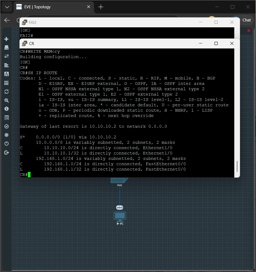 EVE | Topology
Chat
[OK]
CR
CR#WRITE MEMory
Building configuration...
[OK]
CR#
CR#SH IP ROUTE
Codes: L - local, C - connected, S - static, R - RIP, M - mobile, B - BGP
D - EIGRP, EX - EIGRP external, O - OSPF, IA - OSPF inter area
N1 - OSPF NSSA external type 1, N2 - OSPF NSSA external type 2
E1 - OSPF external type 1, E2 - OSPF external type 2
i - IS-IS, su - IS-IS summary, L1 - IS-IS level-1, L2 - IS-IS level-2
ia - IS-IS inter area, * - candidate default, U - per-user static route
o - ODR, P - periodic downloaded static route, H - NHRP, l - LISP
+ - replicated route, % - next hop override
Gateway of last resort is 10.10.10.2 to network 0.0.0.0
S* 0.0.0.0/0 [1/0] via 10.10.10.2
10.0.0.0/8 is variably subnetted, 2 subnets, 2 masks
C 10.10.10.0/24 is directly connected, Ethernet1/0
L 10.10.10.1/32 is directly connected, Ethernet1/0
192.168.1.0/24 is variably subnetted, 2 subnets, 2 masks
C 192.168.1.0/24 is directly connected, FastEthernet0/0
L 192.168.1.1/32 is directly connected, FastEthernet0/0
CR#